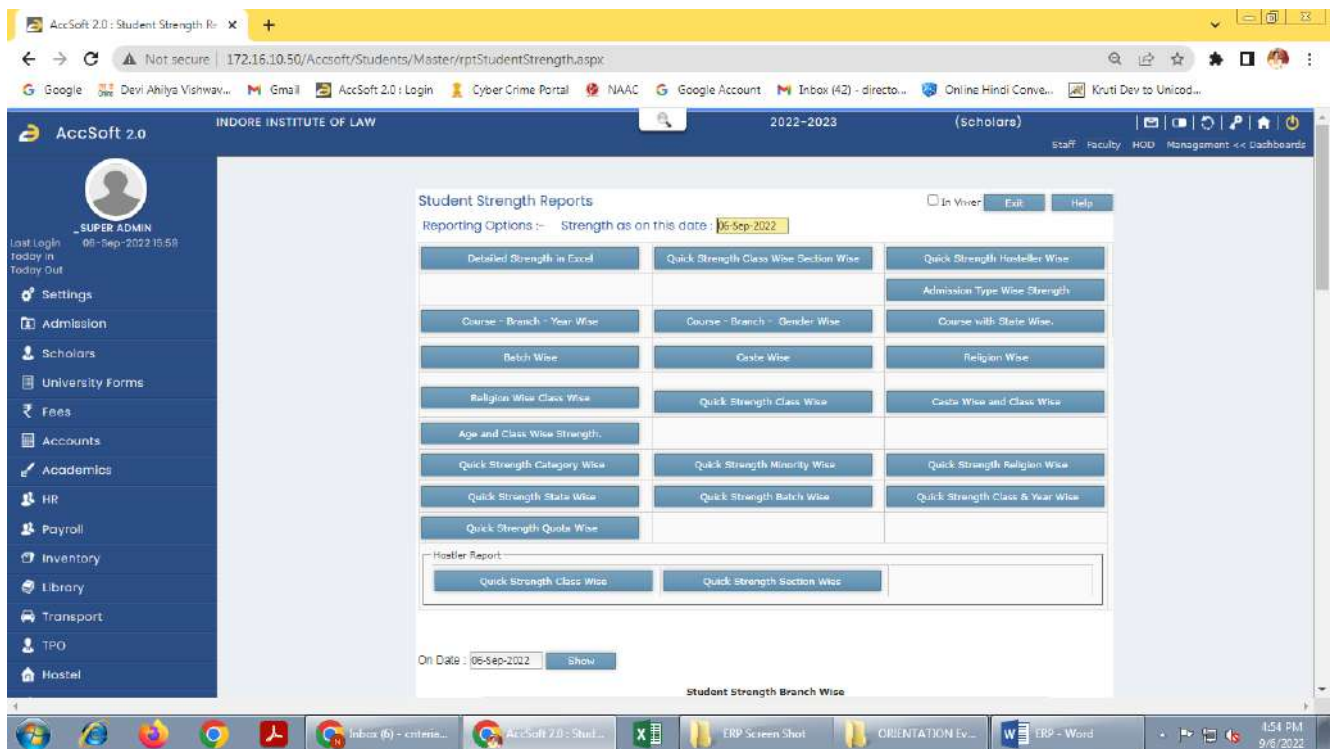 AccSoft 2.0 : Student Strength Re
Not secure 172.16.10.50/Accsoft/Students/Master/rptStudentStrength.aspx
Google Devi Ahilya Vishwav... Gmail AccSoft 2.0 : Login Cyber Crime Portal NAAC Google Account Inbox (42) - directo... Online Hindi Conve... Kruti Dev to Unicod...
AccSoft 2.0 INDORE INSTITUTE OF LAW 2022-2023 (Scholars)
Staff Faculty HOD Management << Dashboards
_SUPER ADMIN
Last Login 06-Sep-2022 15:59
Today In
Today Out
Settings
Admission
Scholars
University Forms
Fees
Accounts
Academics
HR
Payroll
Inventory
Library
Transport
TPO
Hostel
Student Strength Reports In Viwer Exit Help
Reporting Options :- Strength as on this date : 06-Sep-2022
Detailed Strength in Excel Quick Strength Class Wise Section Wise Quick Strength Hosteller Wise
Admission Type Wise Strength
Course - Branch - Year Wise Course - Branch - Gender Wise Course with State Wise.
Batch Wise Caste Wise Religion Wise
Religion Wise Class Wise Quick Strength Class Wise Caste Wise and Class Wise
Age and Class Wise Strength.
Quick Strength Category Wise Quick Strength Minority Wise Quick Strength Religion Wise
Quick Strength State Wise Quick Strength Batch Wise Quick Strength Class & Year Wise
Quick Strength Quota Wise
Hostler Report
Quick Strength Class Wise Quick Strength Section Wise
On Date : 06-Sep-2022 Show
Student Strength Branch Wise
Inbox (6) - criteria... AccSoft 2.0 : Stud... ERP Screen Shot ORIENTATION Ev... ERP - Word 4:54 PM
9/6/2022